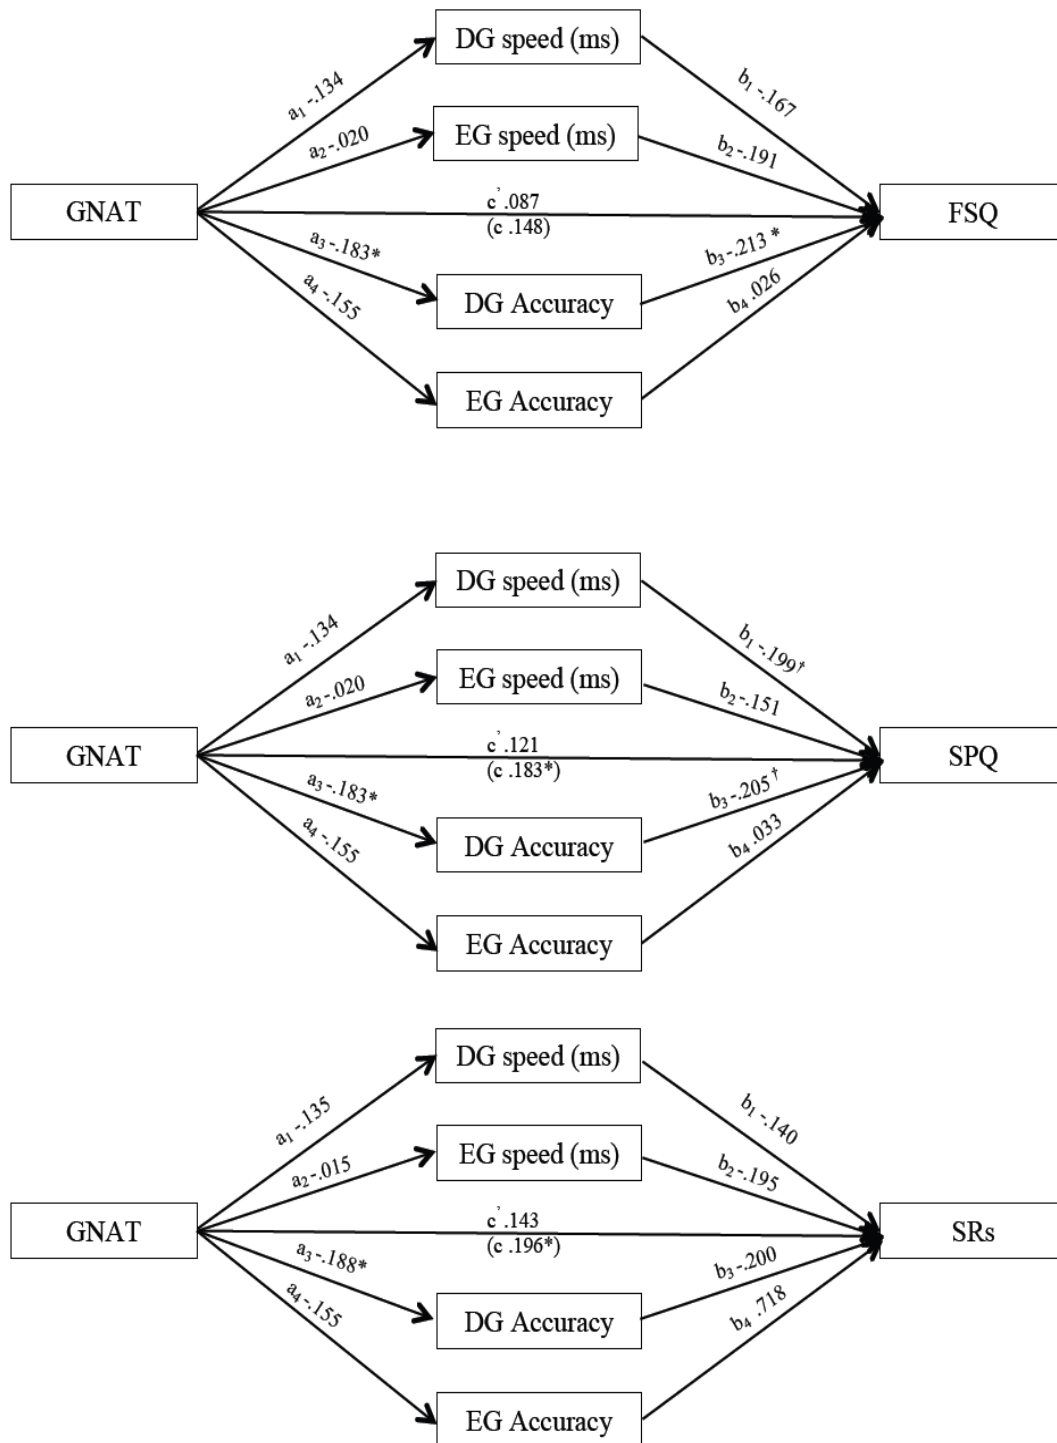 DG speed (ms)
a₁ -.134
b₁ -.167
EG speed (ms)
a₂ -.020
b₂ -.191
GNAT
c' .087
(c .148)
FSQ
a₃ -.183*
b₃ -.213 *
DG Accuracy
a₄ -.155
b₄ .026
EG Accuracy
DG speed (ms)
a₁ -.134
b₁ -.199†
EG speed (ms)
a₂ -.020
b₂ -.151
GNAT
c' .121
(c .183*)
SPQ
a₃ -.183*
b₃ -.205†
DG Accuracy
a₄ -.155
b₄ .033
EG Accuracy
DG speed (ms)
a₁ -.135
b₁ -.140
EG speed (ms)
a₂ -.015
b₂ -.195
GNAT
c' .143
(c .196*)
SRs
a₃ -.188*
b₃ -.200
DG Accuracy
a₄ -.155
b₄ .718
EG Accuracy